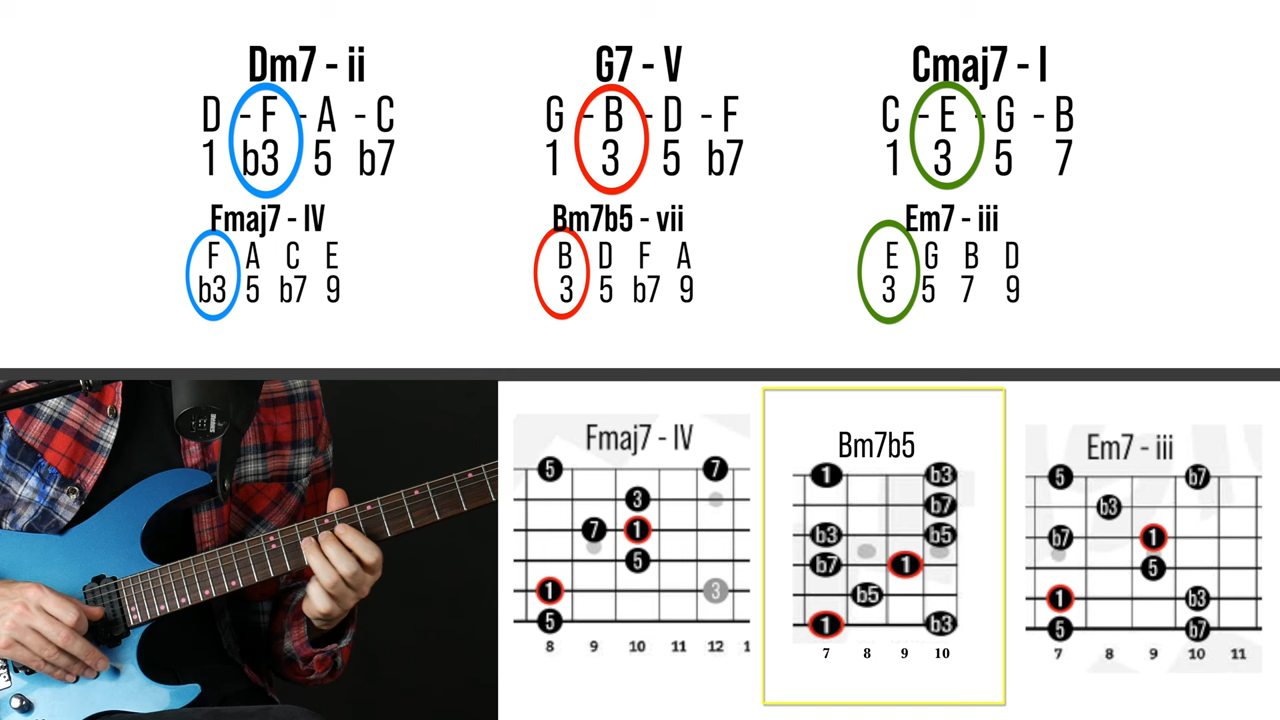 Dm7 - ii
D - F - A - C
1 b3 5 b7
Fmaj7 - IV
F A C E
b3 5 b7 9
G7 - V
G - B - D - F
1 3 5 b7
Bm7b5 - vii
B D F A
3 5 b7 9
Cmaj7 - I
C - E - G - B
1 3 5 7
Em7 - iii
E G B D
3 5 7 9
Fmaj7 - IV
5 7
3
7 1
5
1 3
5
8 9 10 11 12 1
Bm7b5
1 b3
b7
b3 b5
b7 1
b5
1 b3
7 8 9 10
Em7 - iii
5 b7
b3
b7 1
5
1 b3
5 b7
7 8 9 10 11